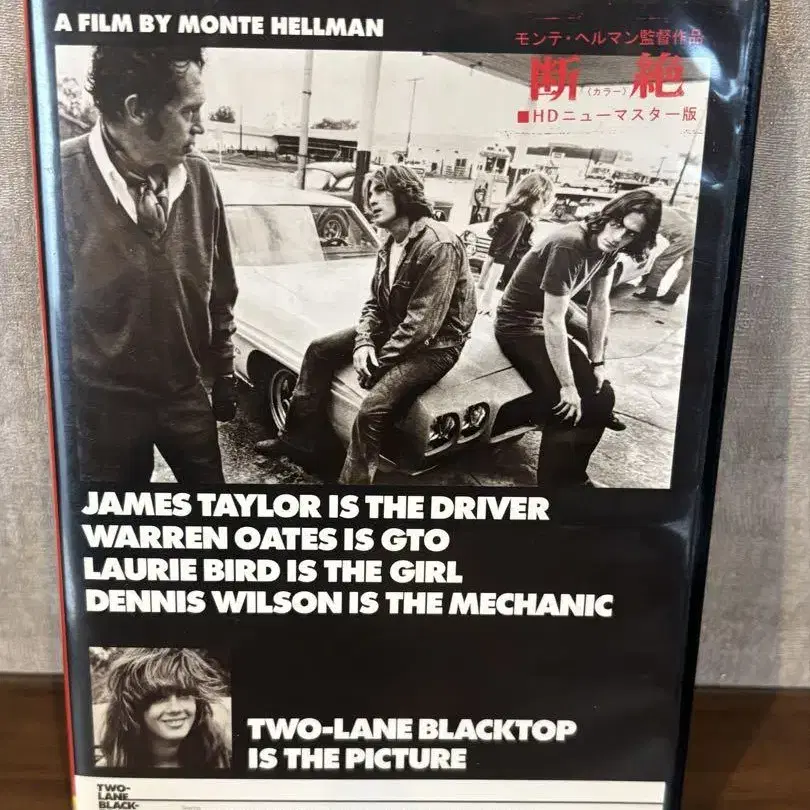 A FILM BY MONTE HELLMAN
モンテ・ヘルマン監督作品
断〈カラー〉絶
■HDニューマスター版
JAMES TAYLOR IS THE DRIVER
WARREN OATES IS GTO
LAURIE BIRD IS THE GIRL
DENNIS WILSON IS THE MECHANIC
TWO-LANE BLACKTOP
IS THE PICTURE
TWO-
LANE
BLACK-